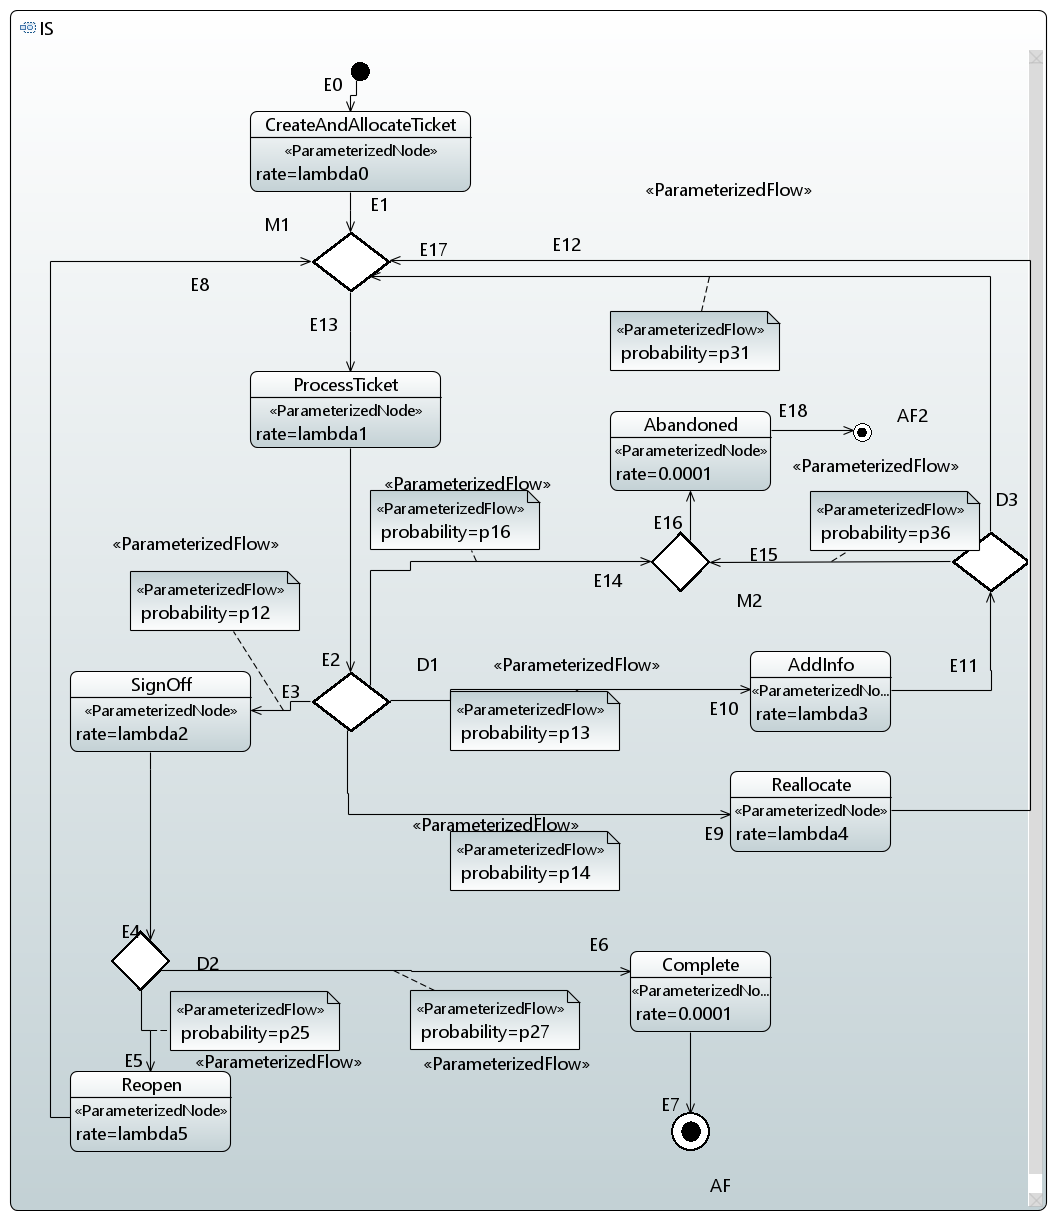 IS
E0
CreateAndAllocateTicket
«ParameterizedNode»
rate=lambda0
«ParameterizedFlow»
E1
M1
E17
E12
E8
E13
«ParameterizedFlow»
probability=p31
ProcessTicket
«ParameterizedNode»
rate=lambda1
Abandoned
«ParameterizedNode»
rate=0.0001
E18
AF2
«ParameterizedFlow»
«ParameterizedFlow»
«ParameterizedFlow»
probability=p16
«ParameterizedFlow»
probability=p36
D3
E16
E15
E14
M2
«ParameterizedFlow»
«ParameterizedFlow»
probability=p12
E2
D1
«ParameterizedFlow»
AddInfo
«ParameterizedNo...
rate=lambda3
E11
SignOff
«ParameterizedNode»
rate=lambda2
E3
E10
«ParameterizedFlow»
probability=p13
Reallocate
«ParameterizedNode»
rate=lambda4
E9
«ParameterizedFlow»
«ParameterizedFlow»
probability=p14
E4
D2
E6
Complete
«ParameterizedNo...
rate=0.0001
«ParameterizedFlow»
probability=p25
«ParameterizedFlow»
probability=p27
E5
«ParameterizedFlow»
«ParameterizedFlow»
Reopen
«ParameterizedNode»
rate=lambda5
E7
AF